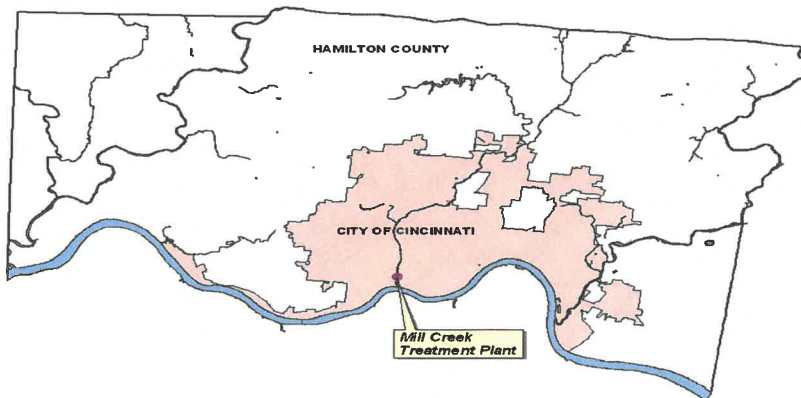 HAMILTON COUNTY
CITY OF CINCINNATI
Mill Creek
Treatment Plant